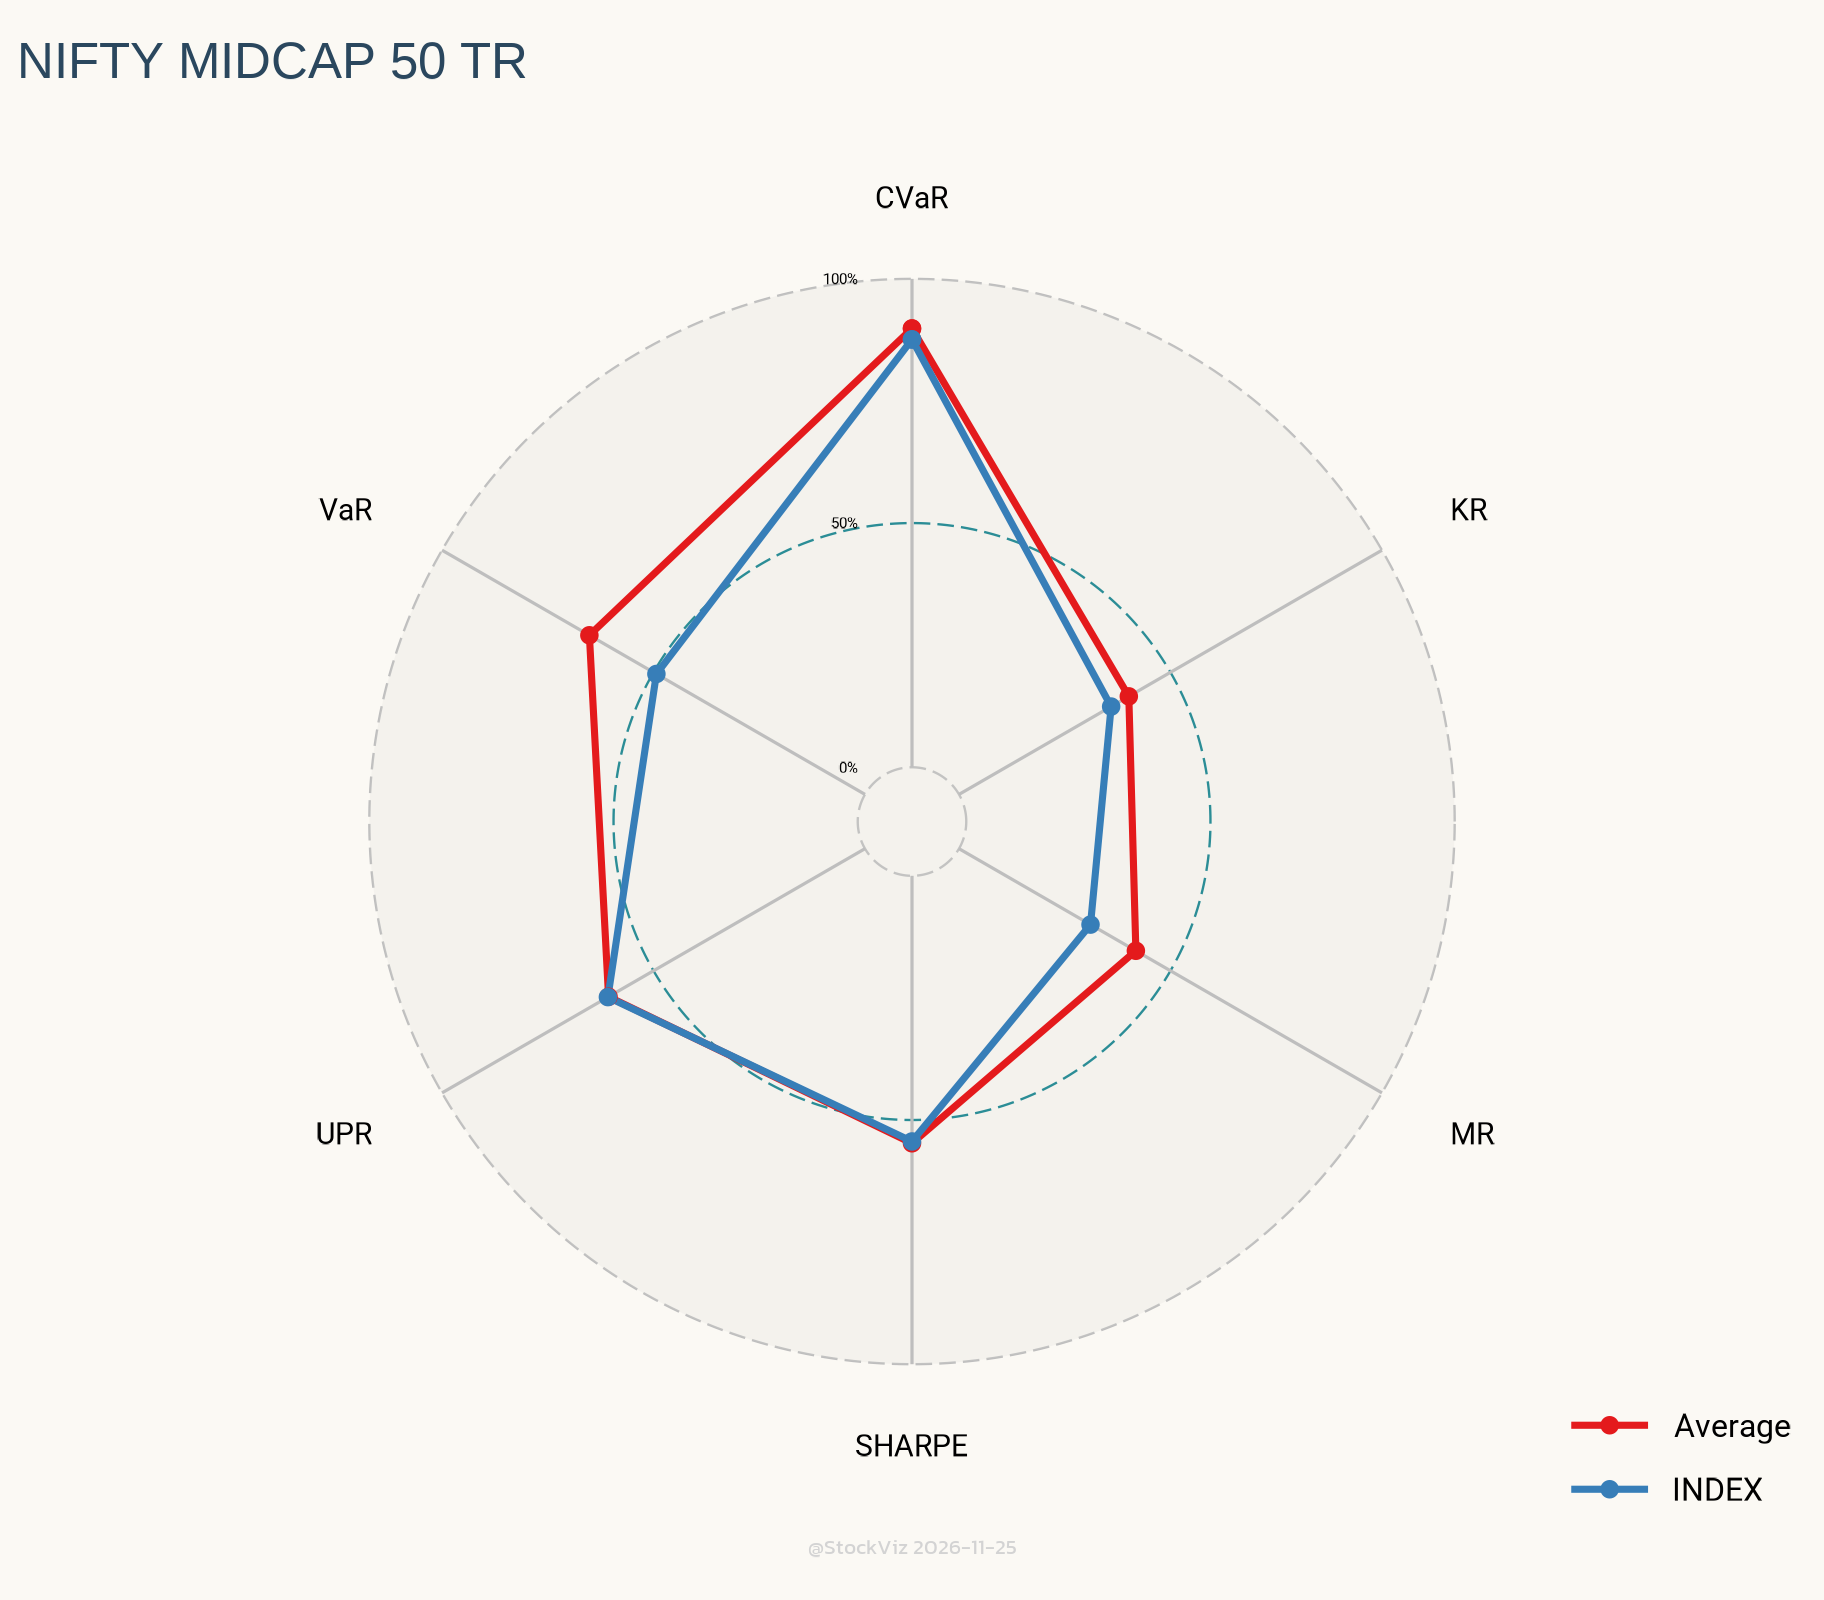 NIFTY MIDCAP 50 TR
CVaR
100%
VaR
KR
50%
0%
UPR
MR
SHARPE
Average
INDEX
@StockViz 2026-11-25